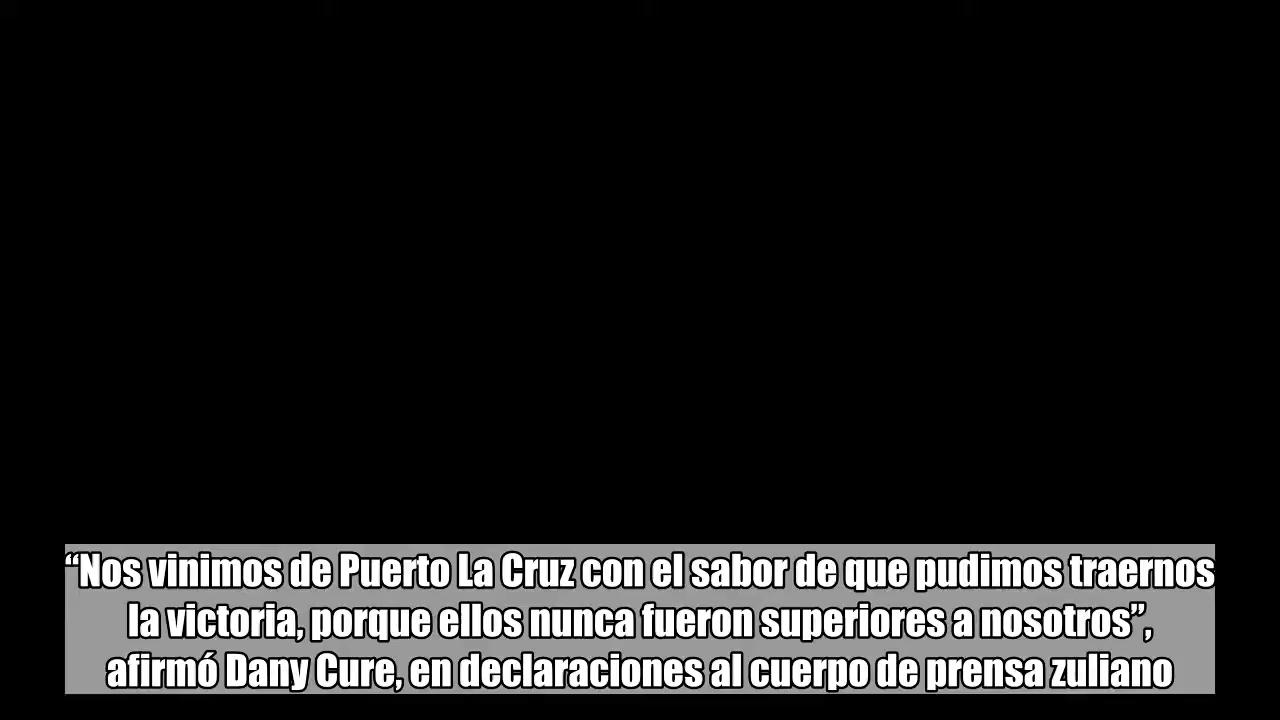 “Nos vinimos de Puerto La Cruz con el sabor de que pudimos traernos
la victoria, porque ellos nunca fueron superiores a nosotros”,
afirmó Dany Cure, en declaraciones al cuerpo de prensa zuliano